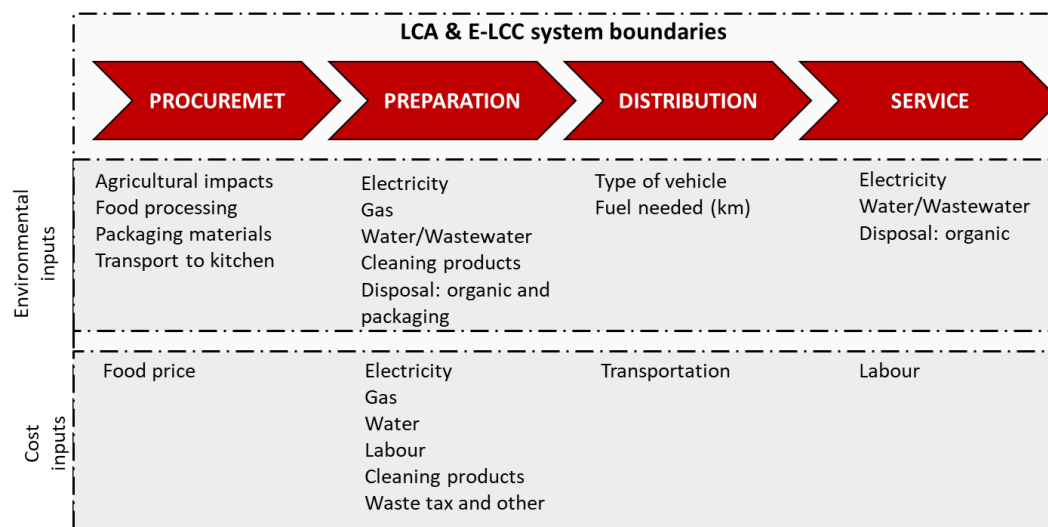 LCA & E-LCC system boundaries
PROCUREMET
PREPARATION
DISTRIBUTION
SERVICE
Environmental
inputs
Agricultural impacts
Food processing
Packaging materials
Transport to kitchen
Electricity
Gas
Water/Wastewater
Cleaning products
Disposal: organic and
packaging
Type of vehicle
Fuel needed (km)
Electricity
Water/Wastewater
Disposal: organic
Cost
inputs
Food price
Electricity
Gas
Water
Labour
Cleaning products
Waste tax and other
Transportation
Labour